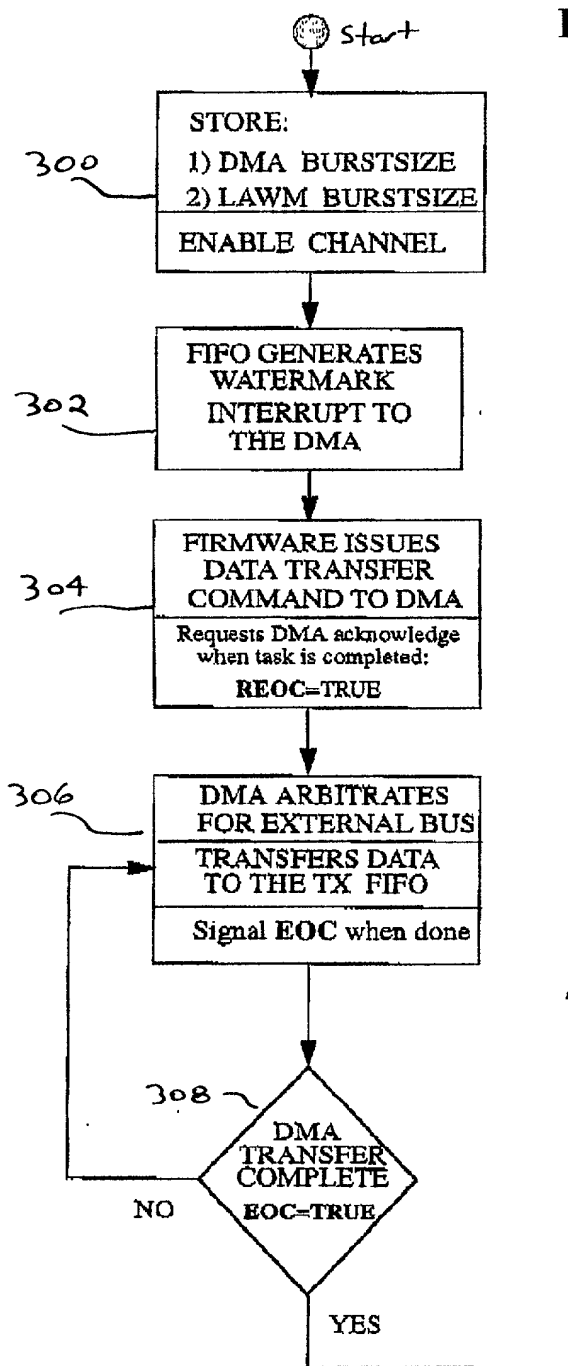 Start
STORE:
1) DMA BURSTSIZE
2) LAWM BURSTSIZE
ENABLE CHANNEL
300
FIFO GENERATES
WATERMARK
INTERRUPT TO
THE DMA
302
FIRMWARE ISSUES
DATA TRANSFER
COMMAND TO DMA
Requests DMA acknowledge
when task is completed:
REOC=TRUE
304
DMA ARBITRATES
FOR EXTERNAL BUS
TRANSFERS DATA
TO THE TX FIFO
Signal EOC when done
306
308
DMA
TRANSFER
COMPLETE
EOC=TRUE
NO
YES